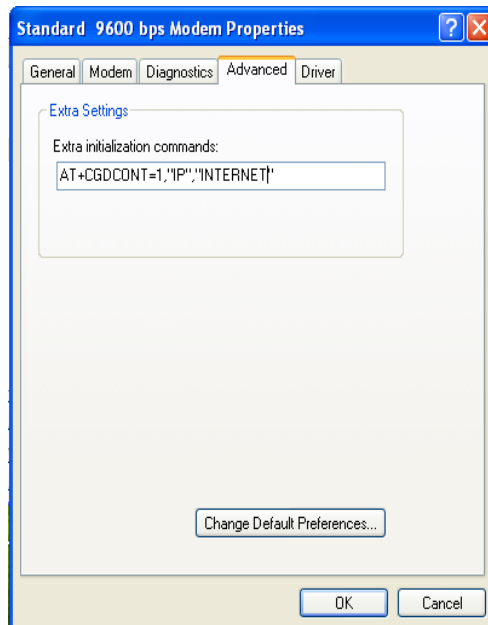 Standard 9600 bps Modem Properties
General Modem Diagnostics Advanced Driver
Extra Settings
Extra initialization commands:
AT+CGDCONT=1,"IP","INTERNET"
Change Default Preferences...
OK Cancel